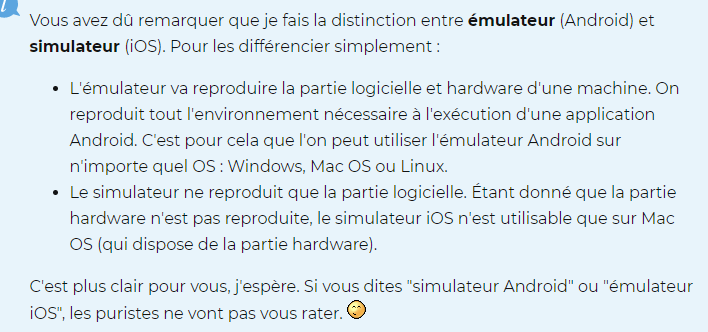 Vous avez dû remarquer que je fais la distinction entre émulateur (Android) et
simulateur (iOS). Pour les différencier simplement :
• L'émulateur va reproduire la partie logicielle et hardware d'une machine. On
reproduit tout l'environnement nécessaire à l'exécution d'une application
Android. C'est pour cela que l'on peut utiliser l'émulateur Android sur
n'importe quel OS : Windows, Mac OS ou Linux.
• Le simulateur ne reproduit que la partie logicielle. Étant donné que la partie
hardware n'est pas reproduite, le simulateur iOS n'est utilisable que sur Mac
OS (qui dispose de la partie hardware).
C'est plus clair pour vous, j'espère. Si vous dites "simulateur Android" ou "émulateur
iOS", les puristes ne vont pas vous rater.